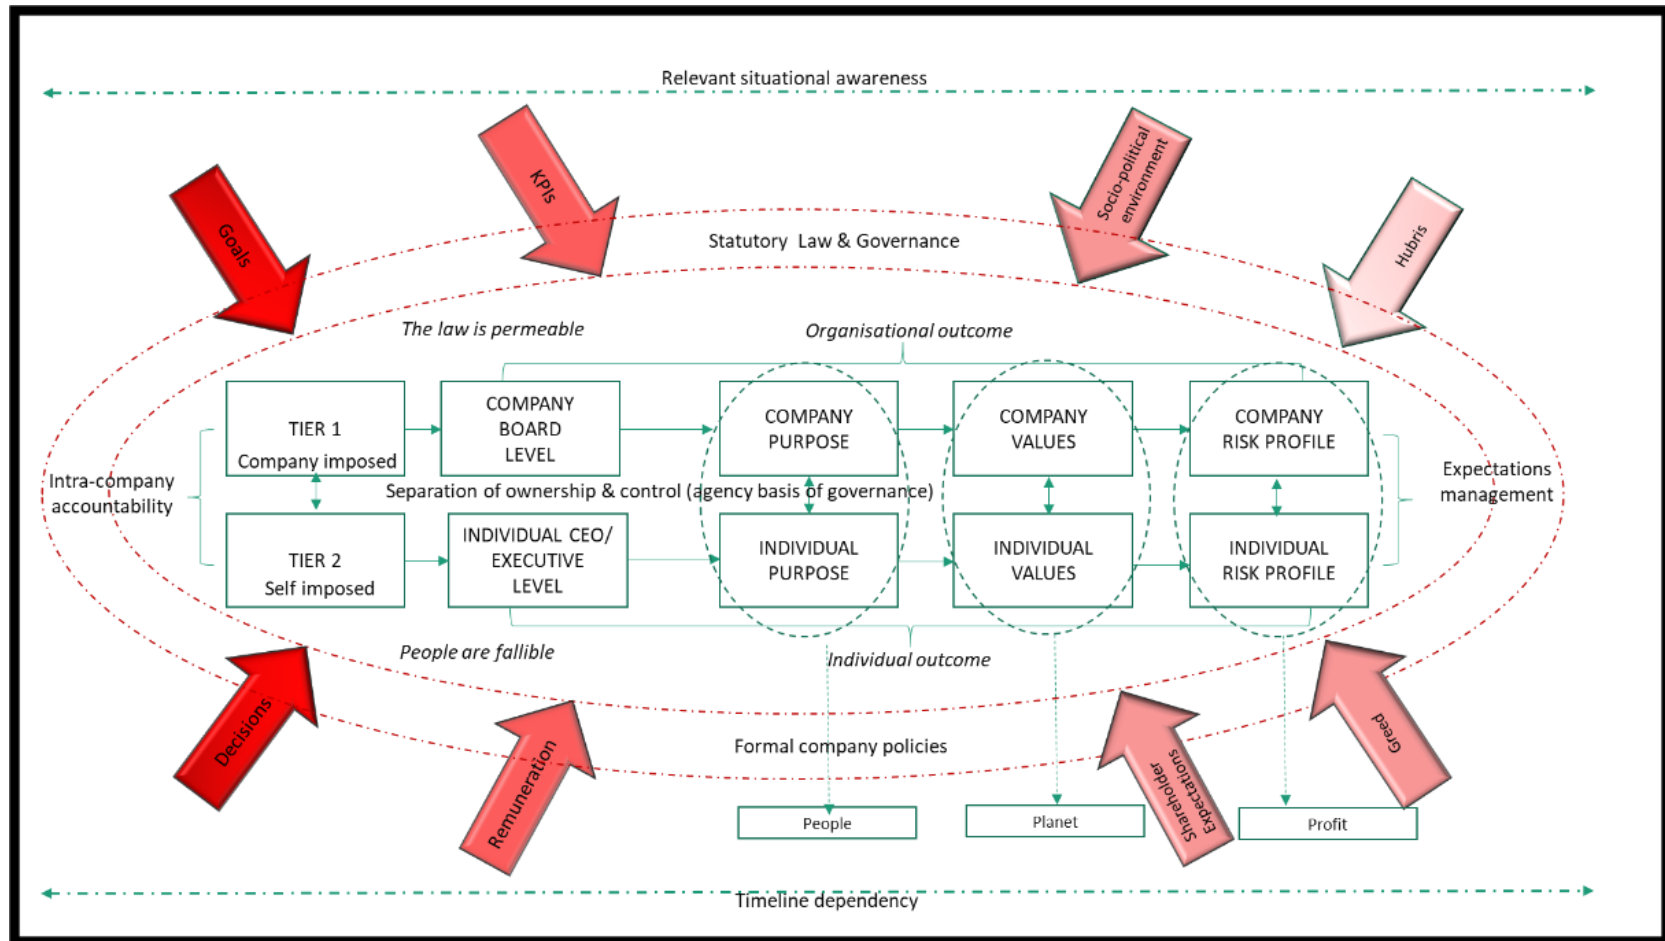 Relevant situational awareness
Goals
KPIs
Socio-political
environment
Hubris
Statutory Law & Governance
The law is permeable
Organisational outcome
TIER 1
Company imposed
COMPANY
BOARD
LEVEL
COMPANY
PURPOSE
COMPANY
VALUES
COMPANY
RISK PROFILE
Intra-company
accountability
Separation of ownership & control (agency basis of governance)
Expectations
management
TIER 2
Self imposed
INDIVIDUAL CEO/
EXECUTIVE
LEVEL
INDIVIDUAL
PURPOSE
INDIVIDUAL
VALUES
INDIVIDUAL
RISK PROFILE
People are fallible
Individual outcome
Decisions
Remuneration
Formal company policies
Shareholder
Expectations
Greed
People
Planet
Profit
Timeline dependency